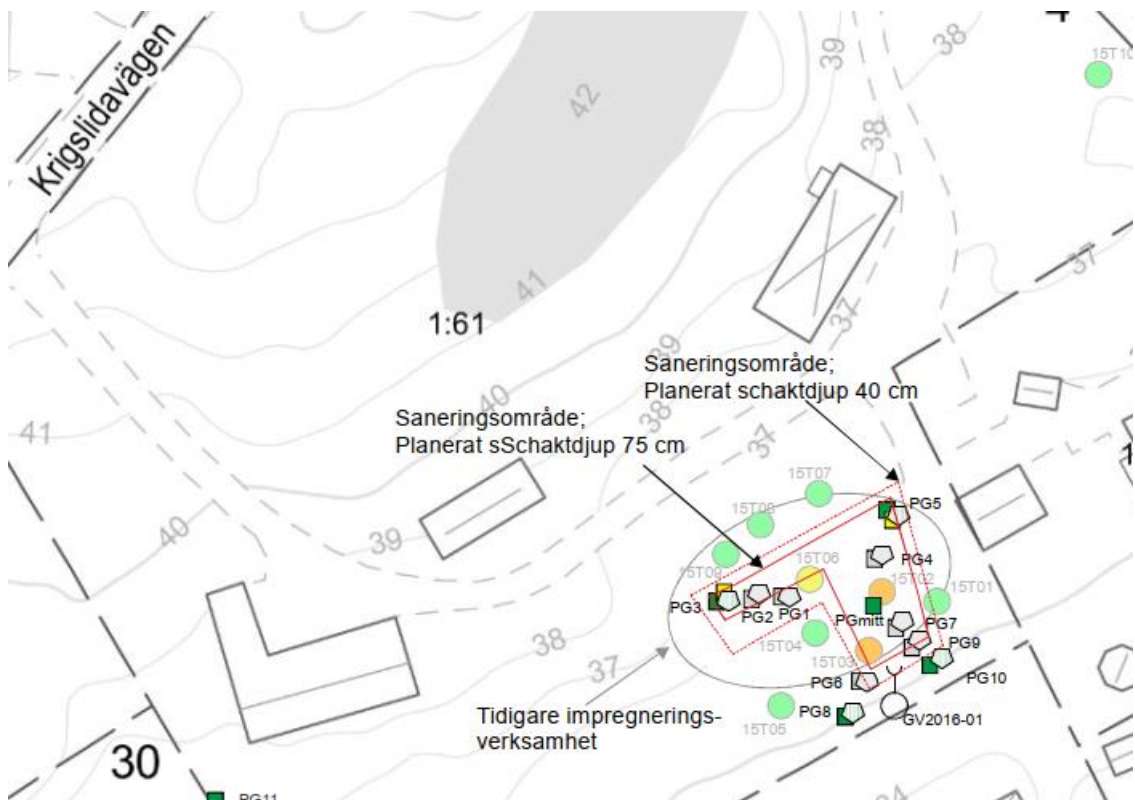 4
38
39
15T10
Krigslidavägen
42
38
37
41
1:61
37
39
Saneringsområde;
Planerat schaktdjup 40 cm
40
38
Saneringsområde;
Planerat sSchaktdjup 75 cm
41
37
1
15T07
40
15T08
PG5
39
15T09
15T06
PG4
15T02
15T01
PG3
PG2
PG1
PGmitt
PG7
15T04
38
PG9
15T03
37
PG6
PG10
Tidigare impregnerings-
verksamhet
15T05
PG8
GV2016-01
30
34
PG11